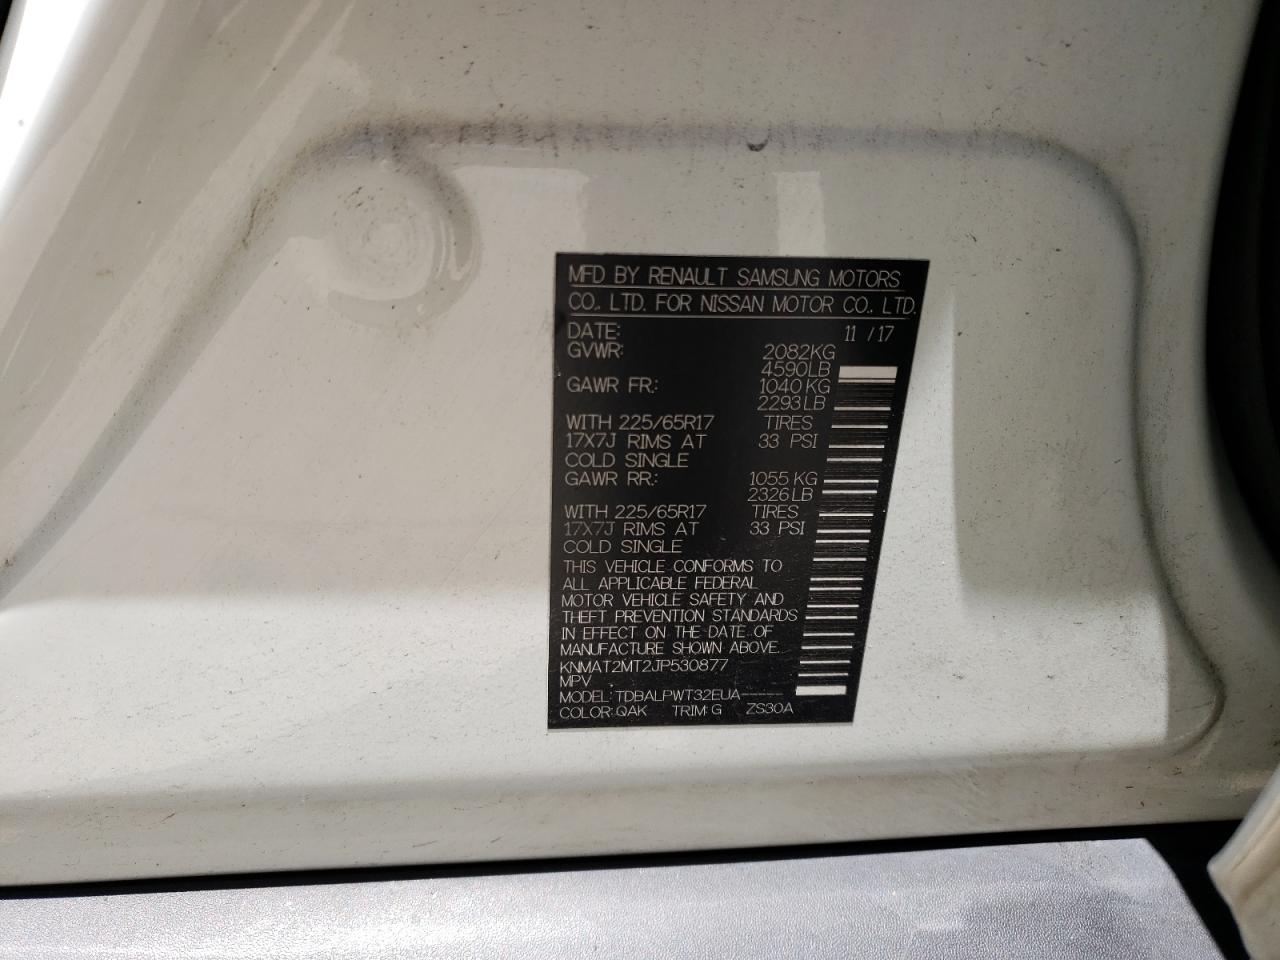 MFD BY RENAULT SAMSUNG MOTORS
CO., LTD. FOR NISSAN MOTOR CO., LTD.
DATE: 11 / 17
GVWR: 2082KG
4590LB
GAWR FR: 1040KG
2293LB
WITH 225/65R17 TIRES
17X7J RIMS AT 33 PSI
COLD SINGLE
GAWR RR: 1055KG
2326LB
WITH 225/65R17 TIRES
17X7J RIMS AT 33 PSI
COLD SINGLE
THIS VEHICLE CONFORMS TO
ALL APPLICABLE FEDERAL
MOTOR VEHICLE SAFETY AND
THEFT PREVENTION STANDARDS
IN EFFECT ON THE DATE OF
MANUFACTURE SHOWN ABOVE.
KNMAT2MT2JP530877
MPV
MODEL: TDBALPWT32EUA-----
COLOR: QAK TRIM: G ZS30A